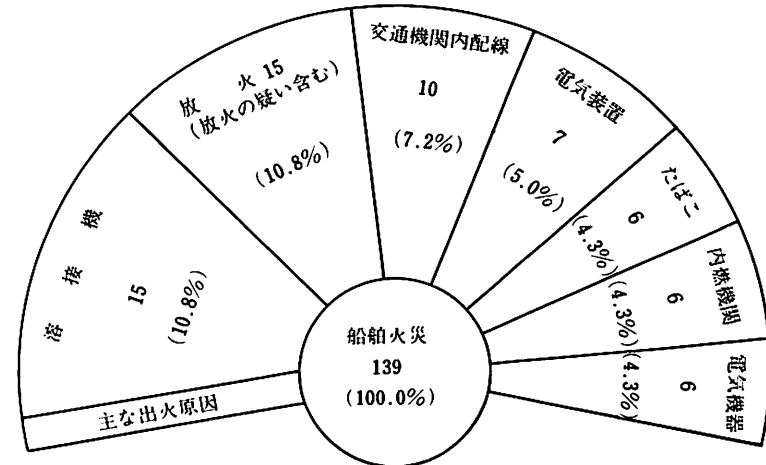 船舶火災
139
(100.0%)
主な出火原因
溶接機
15
(10.8%)
放火 15
(放火の疑い含む)
(10.8%)
交通機関内配線
10
(7.2%)
電気装置
7
(5.0%)
たばこ
6
(4.3%)
内燃機関
6
(4.3%)
電気機器
6
(4.3%)